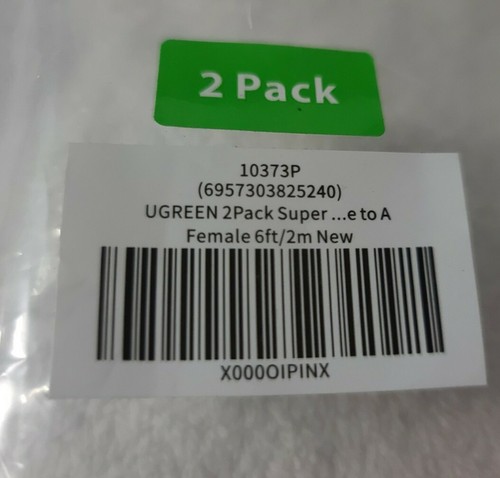 2 Pack
10373P
(6957303825240)
UGREEN 2Pack Super ...e to A
Female 6ft/2m New
X000OIPINX